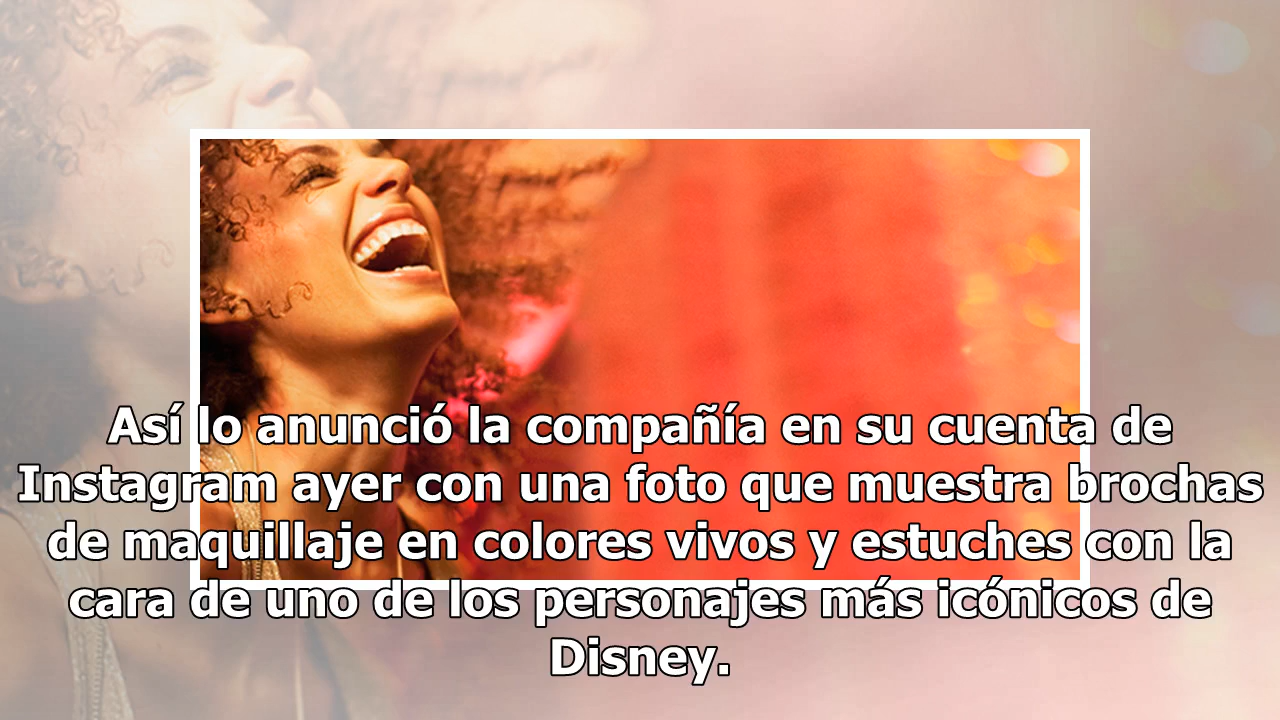 Así lo anunció la compañía en su cuenta de
Instagram ayer con una foto que muestra brochas
de maquillaje en colores vivos y estuches con la
cara de uno de los personajes más icónicos de
Disney.